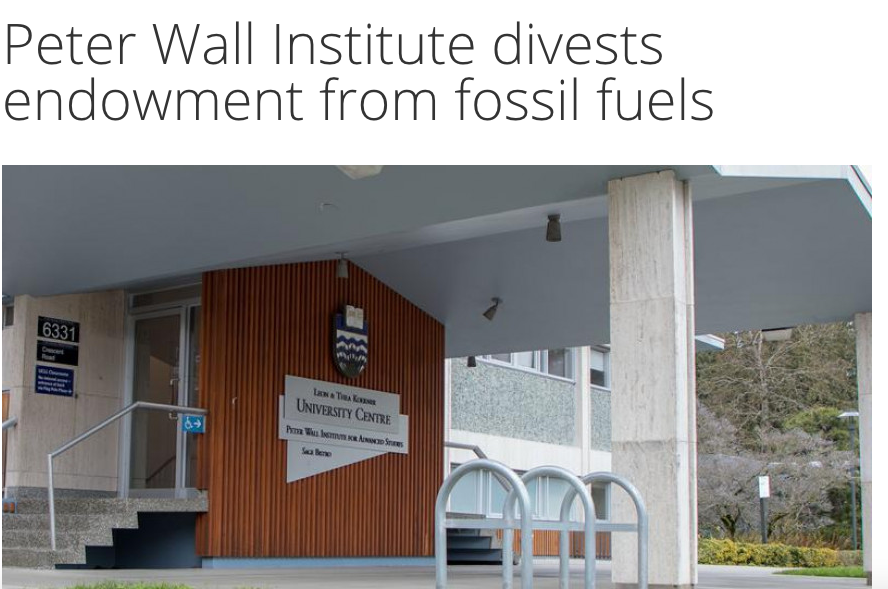 Peter Wall Institute divests
endowment from fossil fuels
6331
Crescent
Road
Leon & Thea Koerner
University Centre
Peter Wall Institute for Advanced Studies
Sage Bistro